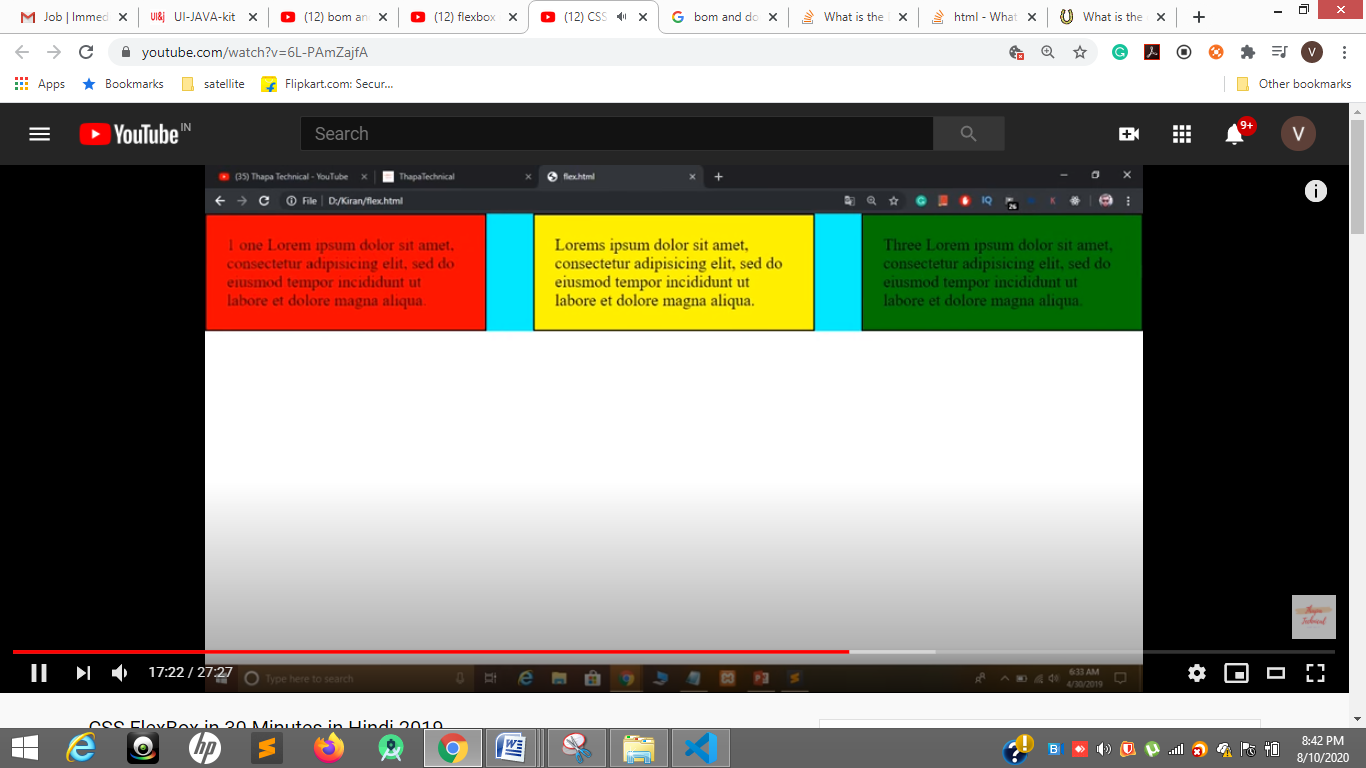 Job | Immed
UI&j UI-JAVA-kit
(12) bom an
(12) flexbox
(12) CSS
bom and do
What is the
html - What
What is the
youtube.com/watch?v=6L-PAmZajfA
V
Apps
Bookmarks
satellite
Flipkart.com: Secur...
Other bookmarks
YouTube IN
Search
9+
V
(35) Thapa Technical - YouTube
ThapaTechnical
flex.html
File | D:/Kiran/flex.html
IQ
26
K
1 one Lorem ipsum dolor sit amet,
consectetur adipisicing elit, sed do
eiusmod tempor incididunt ut
labore et dolore magna aliqua.
Lorems ipsum dolor sit amet,
consectetur adipisicing elit, sed do
eiusmod tempor incididunt ut
labore et dolore magna aliqua.
Three Lorem ipsum dolor sit amet,
consectetur adipisicing elit, sed do
eiusmod tempor incididunt ut
labore et dolore magna aliqua.
Thapa
Technical
17:22 / 27:27
Type here to search
6:33 AM
4/30/2019
CSS FlexBox in 30 Minutes in Hindi 2019
8:42 PM
8/10/2020